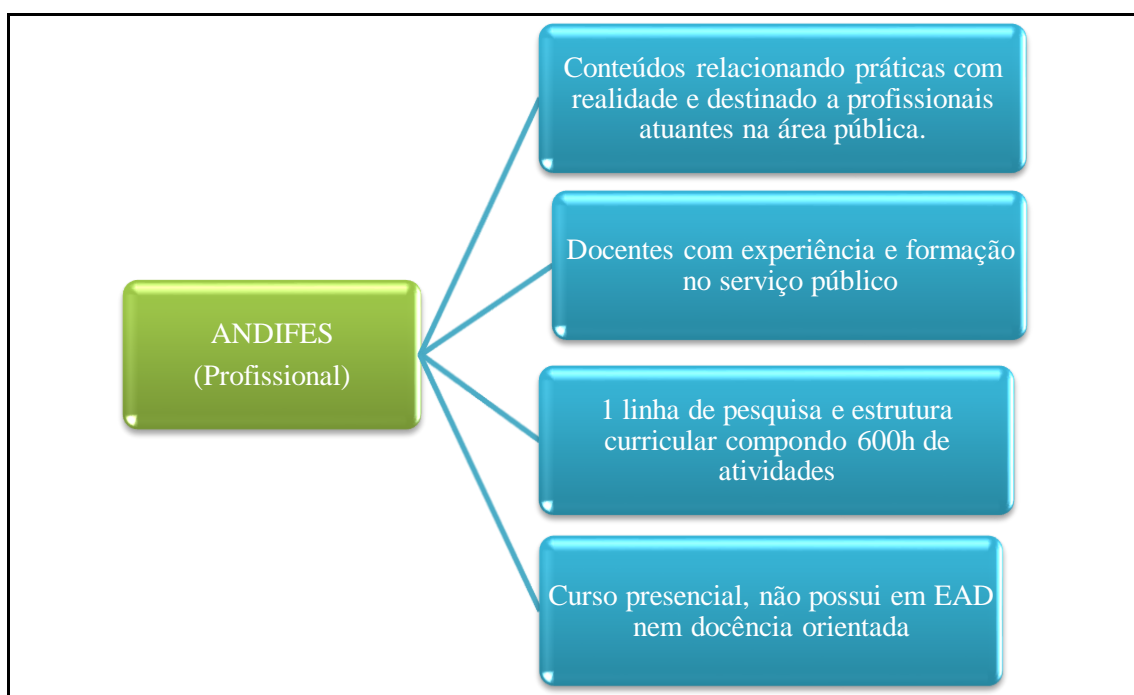 Conteúdos relacionando práticas com
realidade e destinado a profissionais
atuantes na área pública.
Docentes com experiência e formação
no serviço público
ANDIFES
(Profissional)
1 linha de pesquisa e estrutura
curricular compondo 600h de
atividades
Curso presencial, não possui em EAD
nem docência orientada